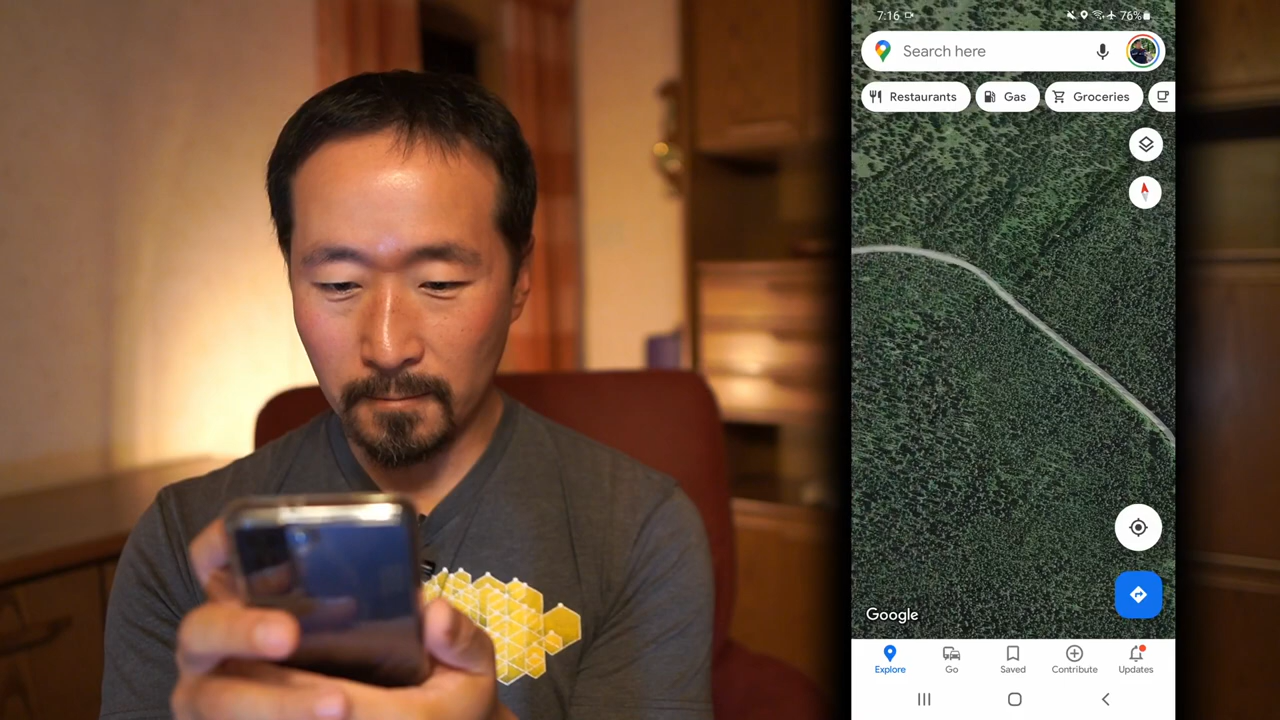 7:16
76%
Search here
Restaurants
Gas
Groceries
Google
Explore
Go
Saved
Contribute
Updates